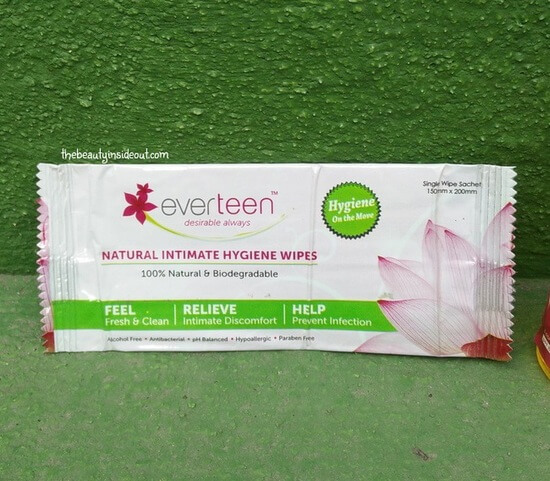 thebeautyinsideout.com
everteen™
desirable always
NATURAL INTIMATE HYGIENE WIPES
100% Natural & Biodegradable
Hygiene
On the Move
Single Wipe Sachet
150mm x 200mm
FEEL
Fresh & Clean
RELIEVE
Intimate Discomfort
HELP
Prevent Infection
Alcohol Free • Antibacterial • pH Balanced • Hypoallergic • Paraben Free